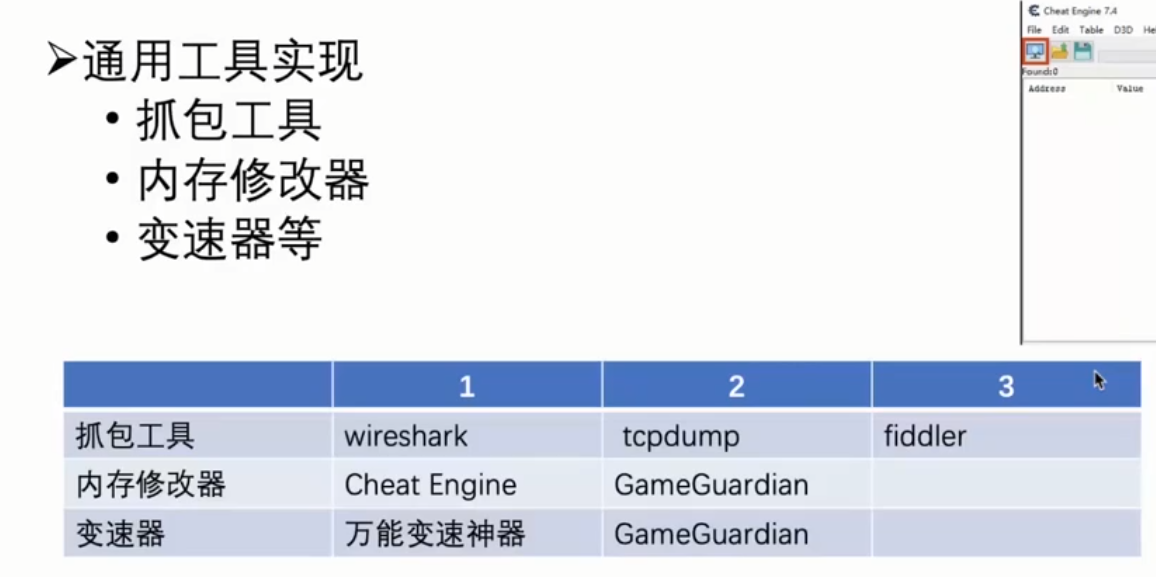 通用工具实现
抓包工具
内存修改器
变速器等
Cheat Engine 7.4
File Edit Table D3D
Found:0
Address Value
1 2 3
抓包工具 wireshark tcpdump fiddler
内存修改器 Cheat Engine GameGuardian
变速器 万能变速神器 GameGuardian